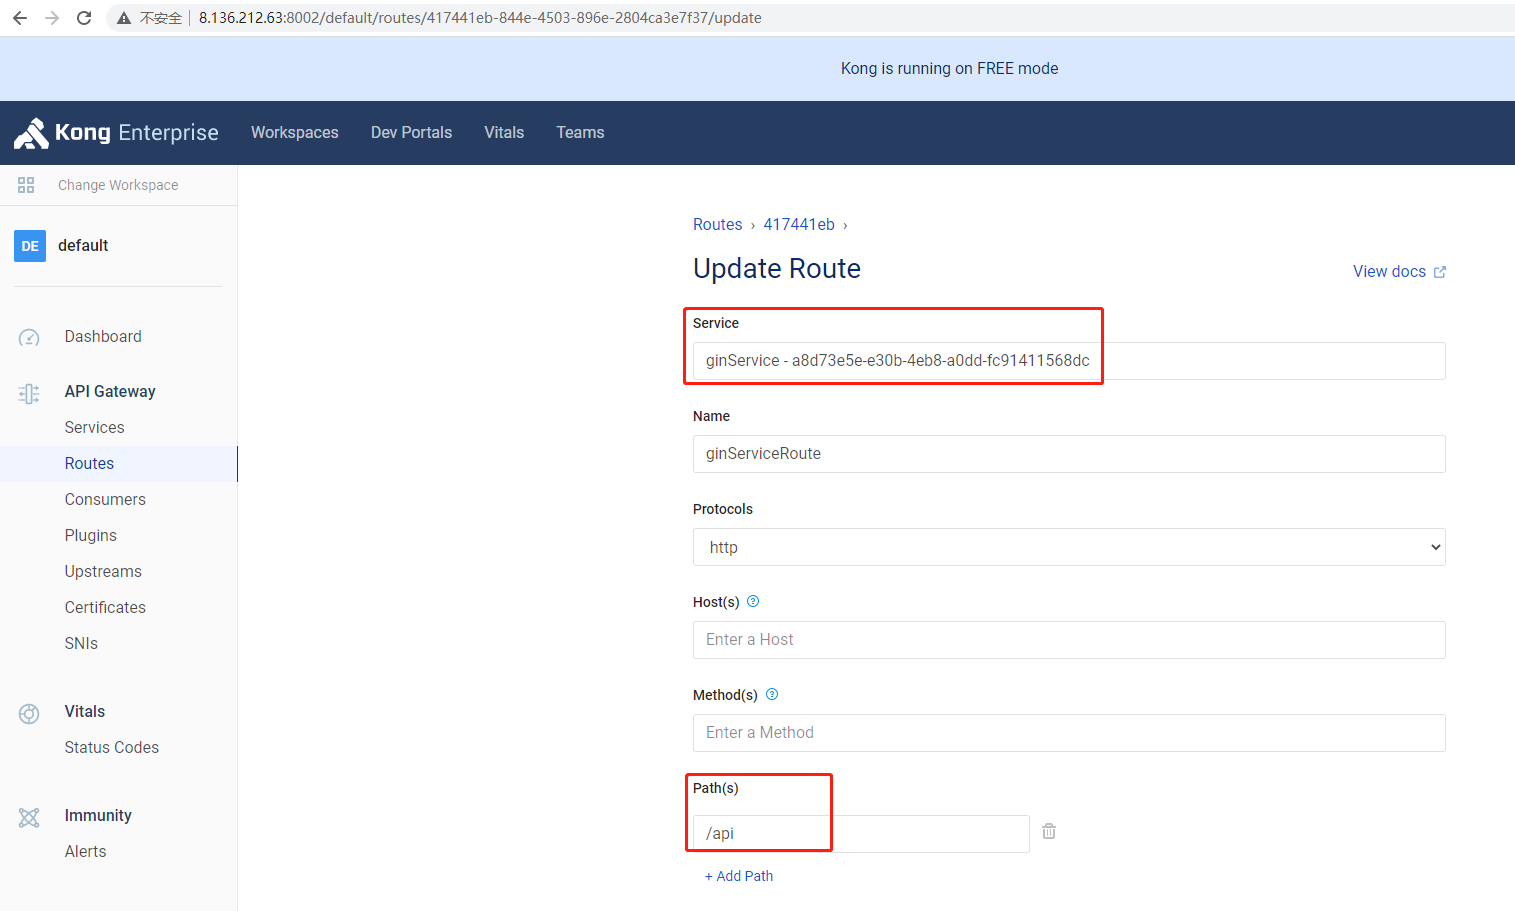 不安全 8.136.212.63:8002/default/routes/417441eb-844e-4503-896e-2804ca3e7f37/update
Kong is running on FREE mode
Kong Enterprise Workspaces Dev Portals Vitals Teams
Change Workspace
DE default
Dashboard
API Gateway
Services
Routes
Consumers
Plugins
Upstreams
Certificates
SNIs
Vitals
Status Codes
Immunity
Alerts
Routes › 417441eb ›
Update Route
View docs
Service
ginService - a8d73e5e-e30b-4eb8-a0dd-fc91411568dc
Name
ginServiceRoute
Protocols
http
Host(s) ?
Enter a Host
Method(s) ?
Enter a Method
Path(s)
/api
+ Add Path